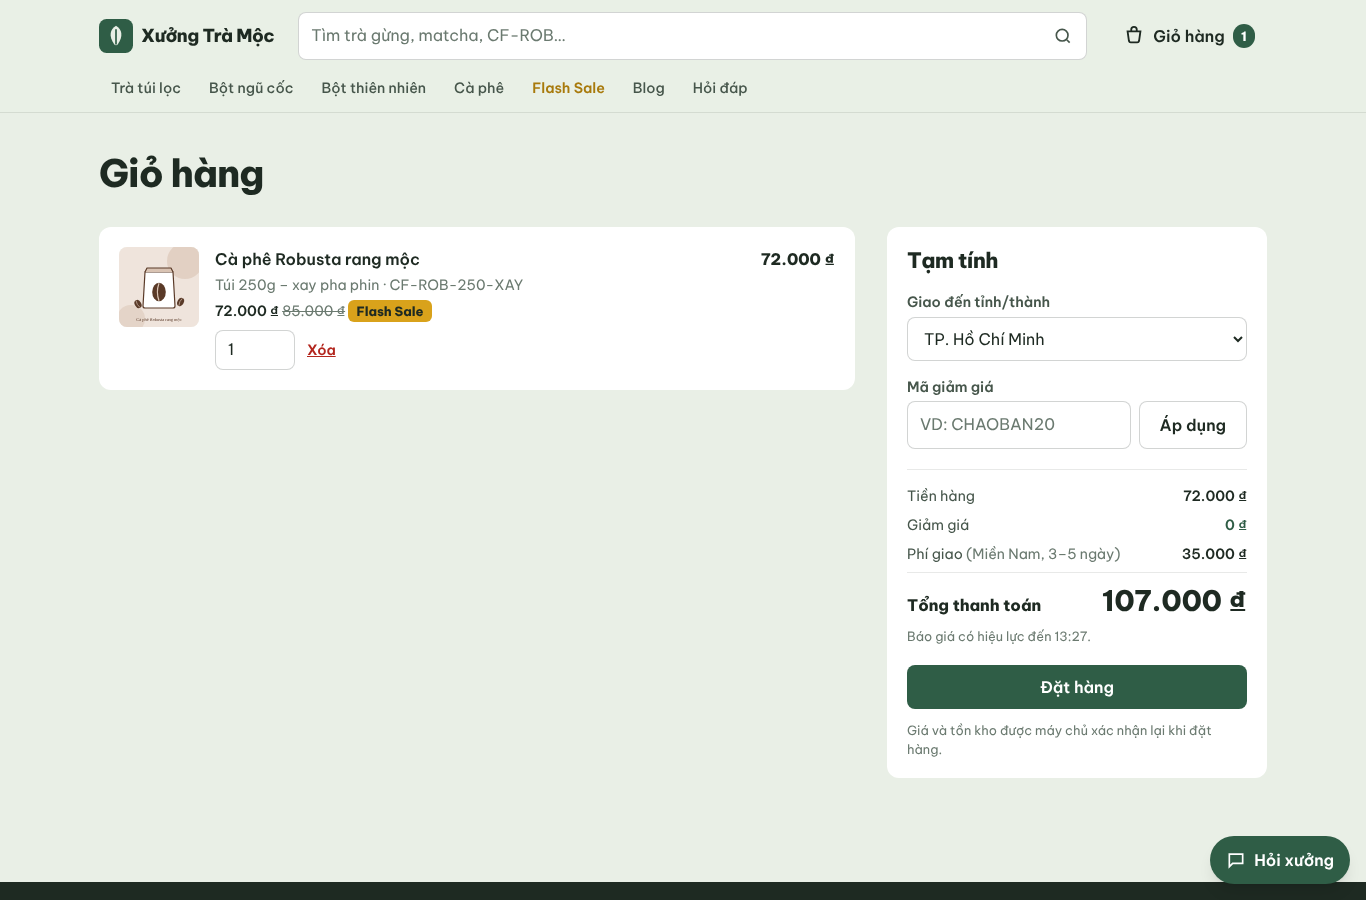 Xưởng Trà Mộc
Tìm trà gừng, matcha, CF-ROB...
Giỏ hàng 1
Trà túi lọc Bột ngũ cốc Bột thiên nhiên Cà phê Flash Sale Blog Hỏi đáp
Giỏ hàng
Cà phê Robusta rang mộc 72.000 ₫
Túi 250g – xay pha phin · CF-ROB-250-XAY
72.000 ₫ 85.000 ₫ Flash Sale
1 Xóa
Cà phê Robusta rang mộc
Tạm tính
Giao đến tỉnh/thành
TP. Hồ Chí Minh
Mã giảm giá
VD: CHAOBAN20 Áp dụng
Tiền hàng 72.000 ₫
Giảm giá 0 ₫
Phí giao (Miền Nam, 3–5 ngày) 35.000 ₫
Tổng thanh toán 107.000 ₫
Báo giá có hiệu lực đến 13:27.
Đặt hàng
Giá và tồn kho được máy chủ xác nhận lại khi đặt
hàng.
Hỏi xưởng